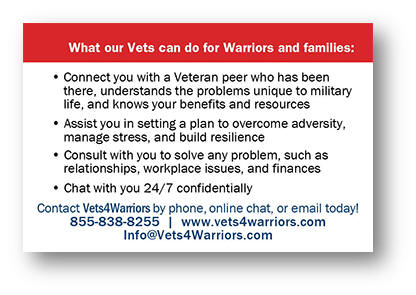 What our Vets can do for Warriors and families:
• Connect you with a Veteran peer who has been
there, understands the problems unique to military
life, and knows your benefits and resources
• Assist you in setting a plan to overcome adversity,
manage stress, and build resilience
• Consult with you to solve any problem, such as
relationships, workplace issues, and finances
• Chat with you 24/7 confidentially
Contact Vets4Warriors by phone, online chat, or email today!
855-838-8255 | www.vets4warriors.com
Info@Vets4Warriors.com